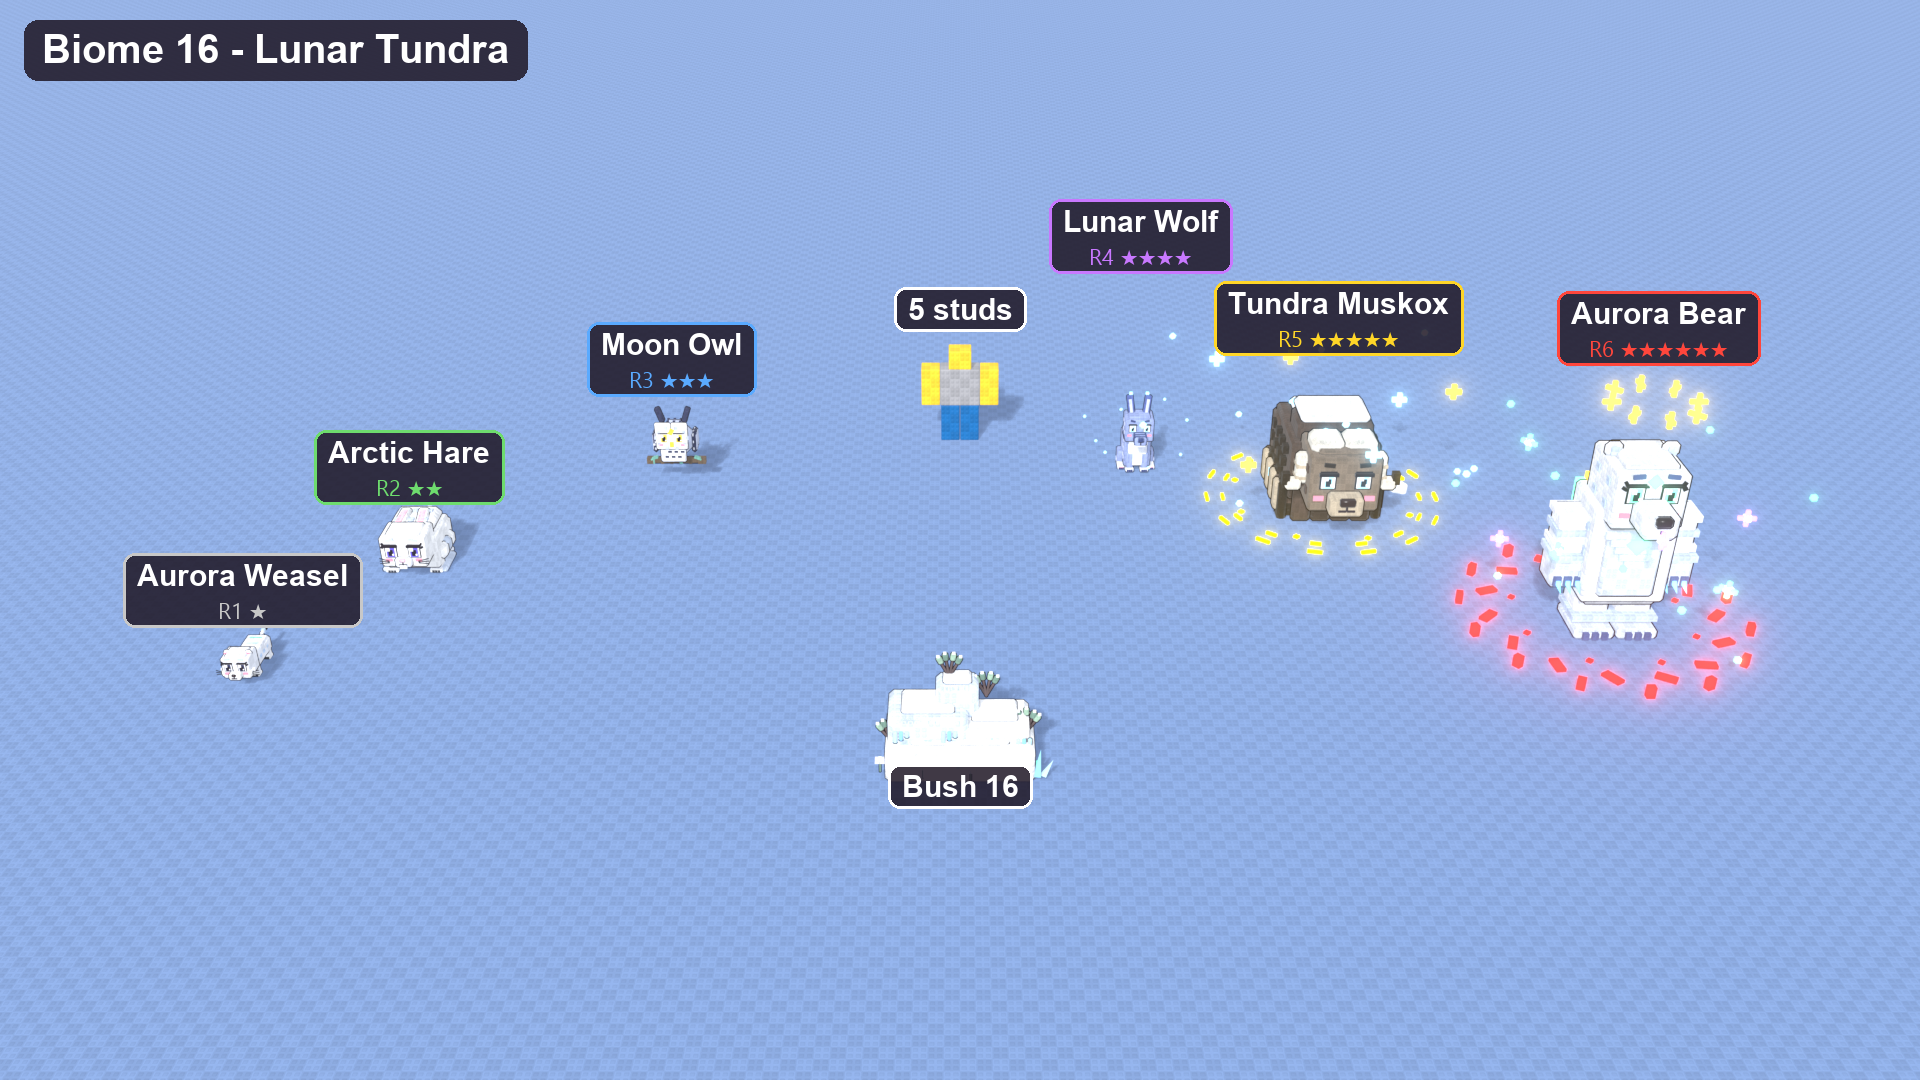 Biome 16 - Lunar Tundra
Lunar Wolf
R4 ★★★★
Tundra Muskox
R5 ★★★★★
5 studs
Aurora Bear
R6 ★★★★★★
Moon Owl
R3 ★★★
Arctic Hare
R2 ★★
Aurora Weasel
R1 ★
Bush 16